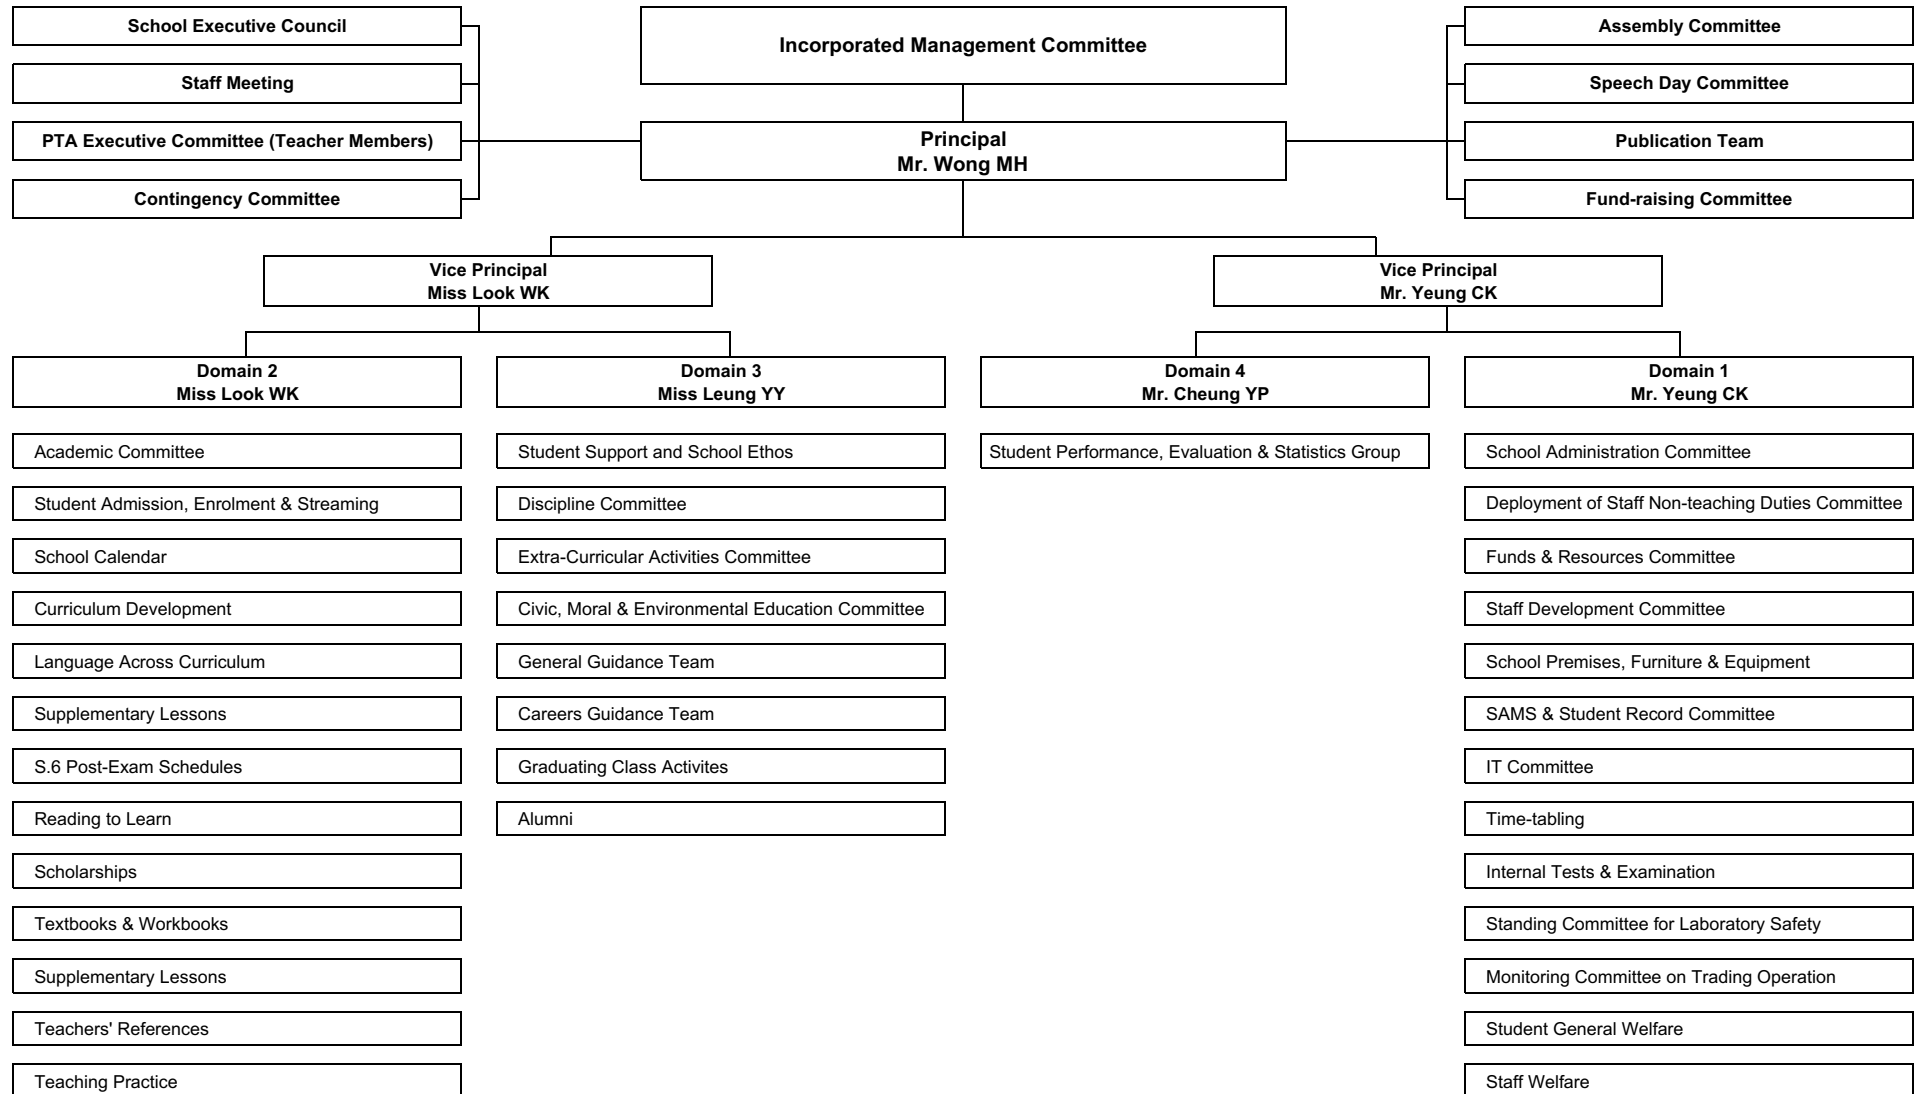 School Executive Council
Staff Meeting
PTA Executive Committee (Teacher Members)
Contingency Committee
Incorporated Management Committee
Principal
Mr. Wong MH
Assembly Committee
Speech Day Committee
Publication Team
Fund-raising Committee
Vice Principal
Miss Look WK
Vice Principal
Mr. Yeung CK
Domain 2
Miss Look WK
Academic Committee
Student Admission, Enrolment & Streaming
School Calendar
Curriculum Development
Language Across Curriculum
Supplementary Lessons
S.6 Post-Exam Schedules
Reading to Learn
Scholarships
Textbooks & Workbooks
Supplementary Lessons
Teachers' References
Teaching Practice
Domain 3
Miss Leung YY
Student Support and School Ethos
Discipline Committee
Extra-Curricular Activities Committee
Civic, Moral & Environmental Education Committee
General Guidance Team
Careers Guidance Team
Graduating Class Activites
Alumni
Domain 4
Mr. Cheung YP
Student Performance, Evaluation & Statistics Group
Domain 1
Mr. Yeung CK
School Administration Committee
Deployment of Staff Non-teaching Duties Committee
Funds & Resources Committee
Staff Development Committee
School Premises, Furniture & Equipment
SAMS & Student Record Committee
IT Committee
Time-tabling
Internal Tests & Examination
Standing Committee for Laboratory Safety
Monitoring Committee on Trading Operation
Student General Welfare
Staff Welfare